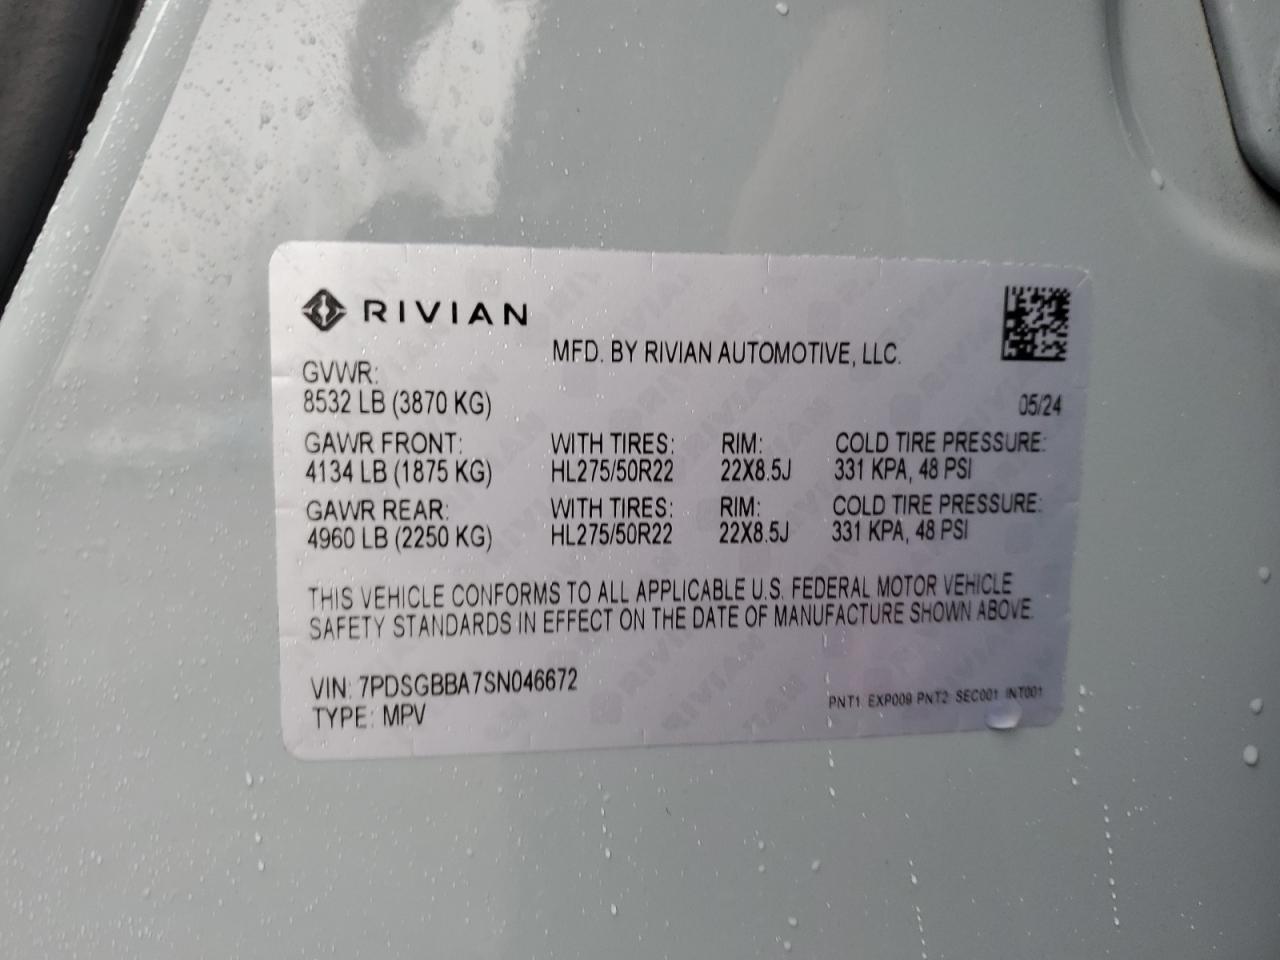 RIVIAN
MFD. BY RIVIAN AUTOMOTIVE, LLC.
GVWR:
8532 LB (3870 KG)
05/24
GAWR FRONT: WITH TIRES: RIM: COLD TIRE PRESSURE:
4134 LB (1875 KG) HL275/50R22 22X8.5J 331 KPA, 48 PSI
GAWR REAR: WITH TIRES: RIM: COLD TIRE PRESSURE:
4960 LB (2250 KG) HL275/50R22 22X8.5J 331 KPA, 48 PSI
THIS VEHICLE CONFORMS TO ALL APPLICABLE U.S. FEDERAL MOTOR VEHICLE
SAFETY STANDARDS IN EFFECT ON THE DATE OF MANUFACTURE SHOWN ABOVE.
VIN: 7PDSGBBA7SN046672
TYPE: MPV
PNT1: EXP009 PNT2: SEC001 INT001